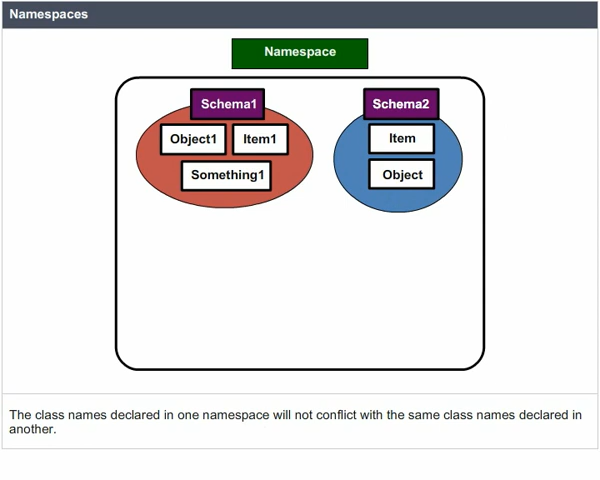 Namespaces
Namespace
Schema1
Schema2
Object1
Item1
Item
Something1
Object
The class names declared in one namespace will not conflict with the same class names declared in
another.